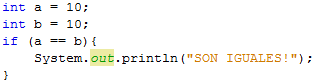 int a = 10;
int b = 10;
if (a == b){
    System.out.println("SON IGUALES!");
}